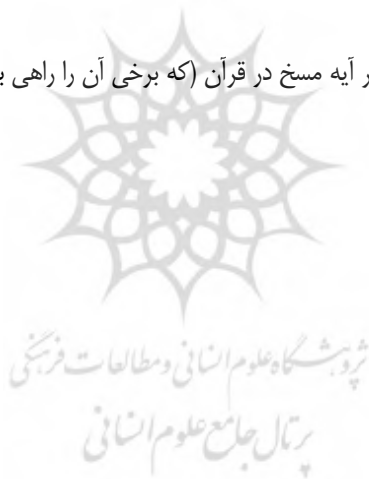 ر آیه مسخ در قرآن (که برخی آن را راهی
پژوهشگاه علوم انسانی و مطالعات فرهنگی
پرتال جامع علوم انسانی